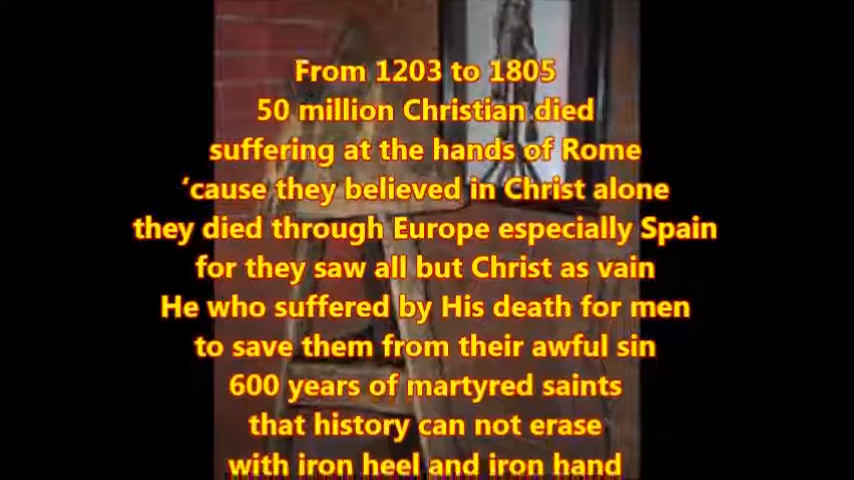 From 1203 to 1805
50 million Christian died
suffering at the hands of Rome
‘cause they believed in Christ alone
they died through Europe especially Spain
for they saw all but Christ as vain
He who suffered by His death for men
to save them from their awful sin
600 years of martyred saints
that history can not erase
with iron heel and iron hand